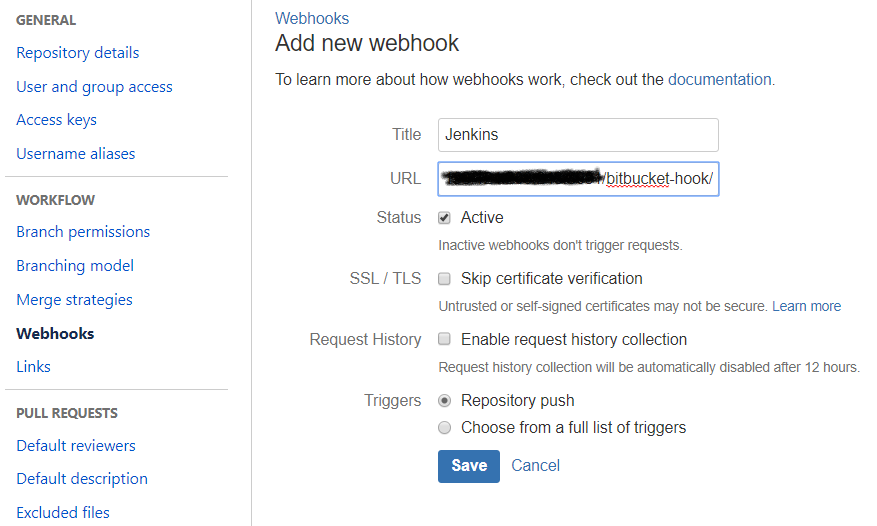 GENERAL
Repository details
User and group access
Access keys
Username aliases
WORKFLOW
Branch permissions
Branching model
Merge strategies
Webhooks
Links
PULL REQUESTS
Default reviewers
Default description
Excluded files
Webhooks
Add new webhook
To learn more about how webhooks work, check out the documentation.
Title Jenkins
URL /bitbucket-hook/
Status Active
Inactive webhooks don't trigger requests.
SSL / TLS Skip certificate verification
Untrusted or self-signed certificates may not be secure. Learn more
Request History Enable request history collection
Request history collection will be automatically disabled after 12 hours.
Triggers Repository push
Choose from a full list of triggers
Save Cancel